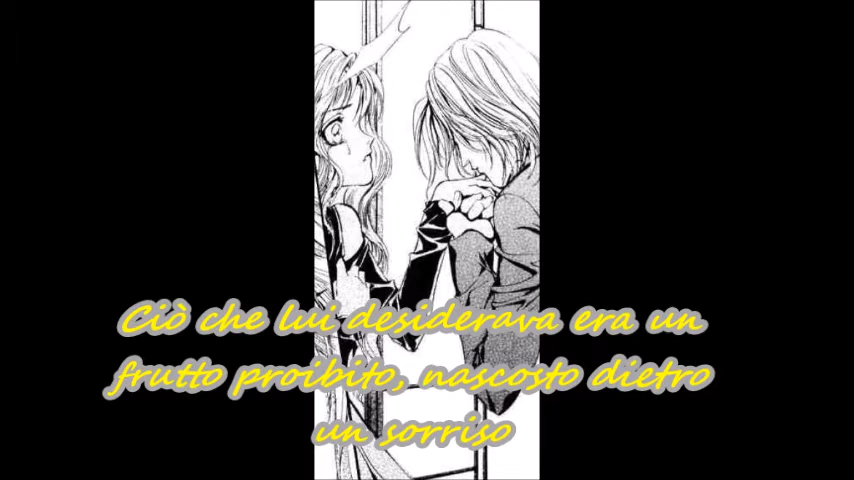 Ciò che lui desiderava era un
frutto proibito, nascosto dietro
un sorriso